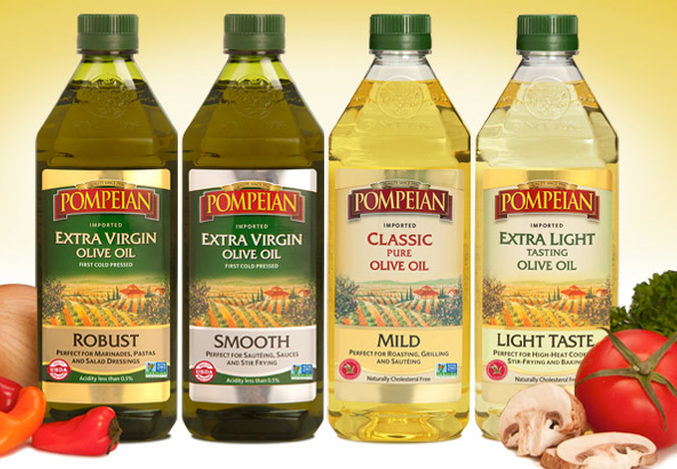 POMPEIAN
IMPORTED
EXTRA VIRGIN
OLIVE OIL
FIRST COLD PRESSED
ROBUST
PERFECT FOR MARINADES, PASTAS
AND SALAD DRESSINGS
USDA
Acidity less than 0.5%
POMPEIAN
IMPORTED
EXTRA VIRGIN
OLIVE OIL
FIRST COLD PRESSED
SMOOTH
PERFECT FOR SAUTÉING, SAUCES
AND STIR FRYING
USDA
Acidity less than 0.5%
POMPEIAN
IMPORTED
CLASSIC
PURE
OLIVE OIL
MILD
PERFECT FOR ROASTING, GRILLING
AND SAUTÉING
Naturally Cholesterol Free
POMPEIAN
IMPORTED
EXTRA LIGHT
TASTING
OLIVE OIL
LIGHT TASTE
PERFECT FOR HIGH-HEAT
STIR-FRYING AND
Naturally Cholesterol